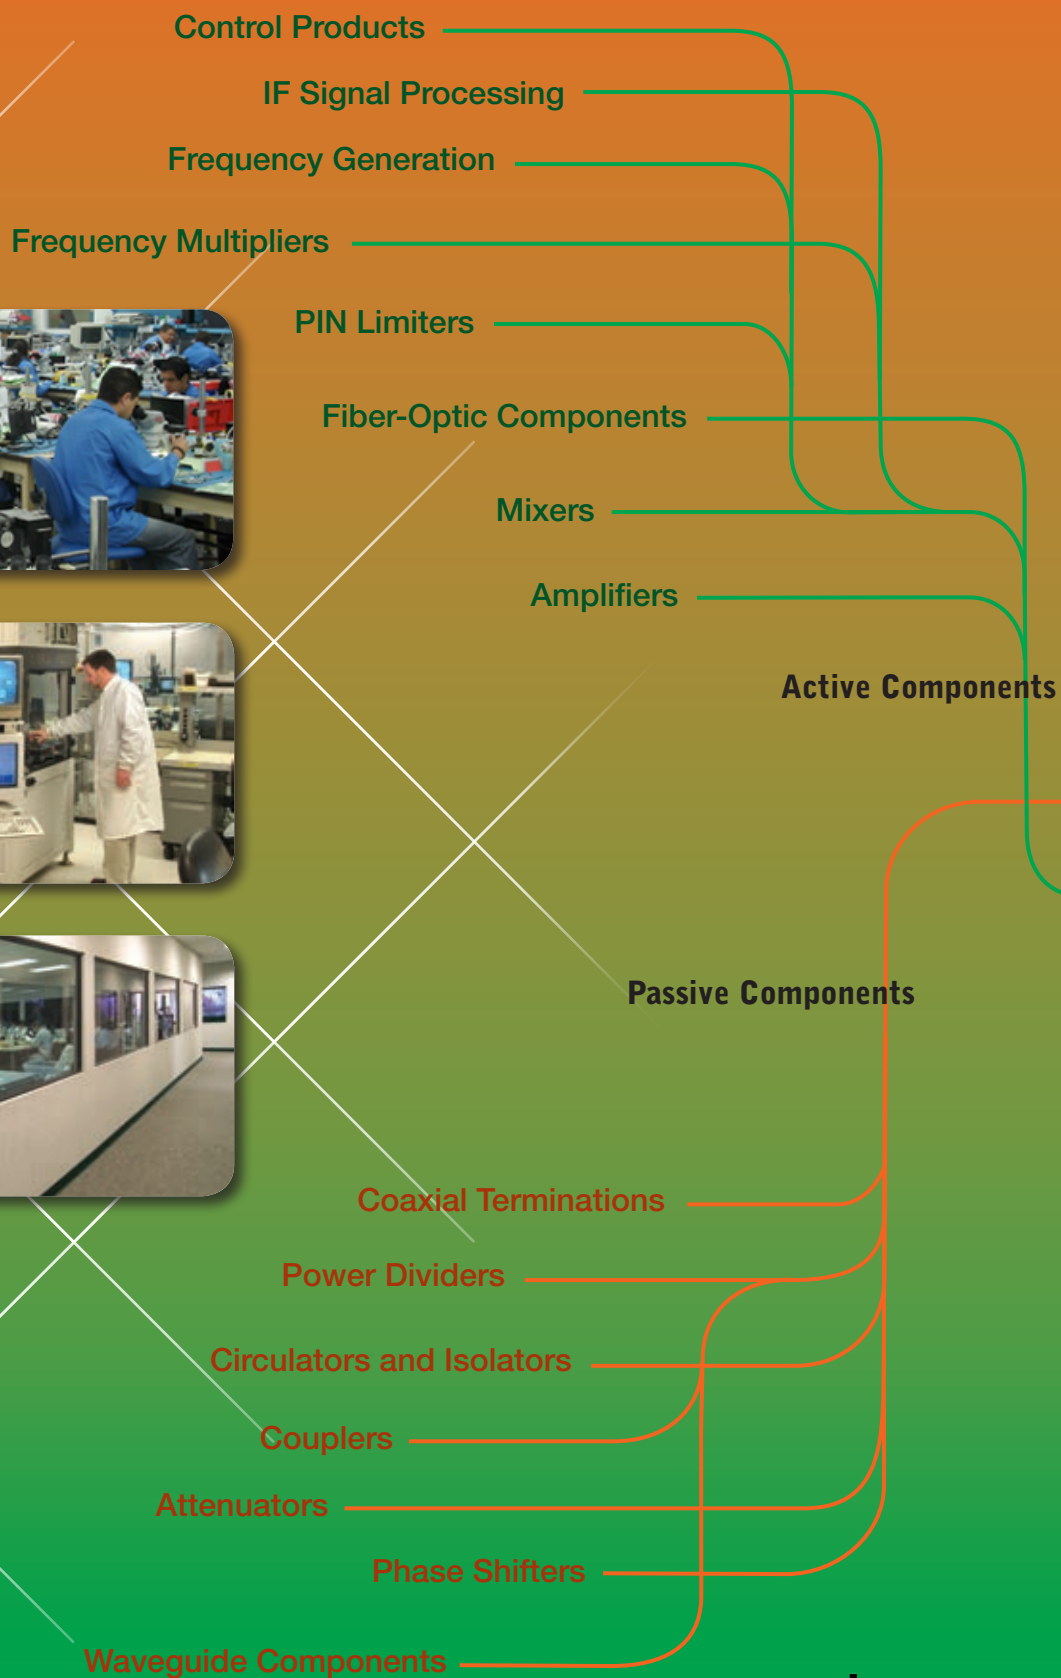 Control Products
IF Signal Processing
Frequency Generation
Frequency Multipliers
PIN Limiters
Fiber-Optic Components
Mixers
Amplifiers
Active Components
Passive Components
Coaxial Terminations
Power Dividers
Circulators and Isolators
Couplers
Attenuators
Phase Shifters
Waveguide Components